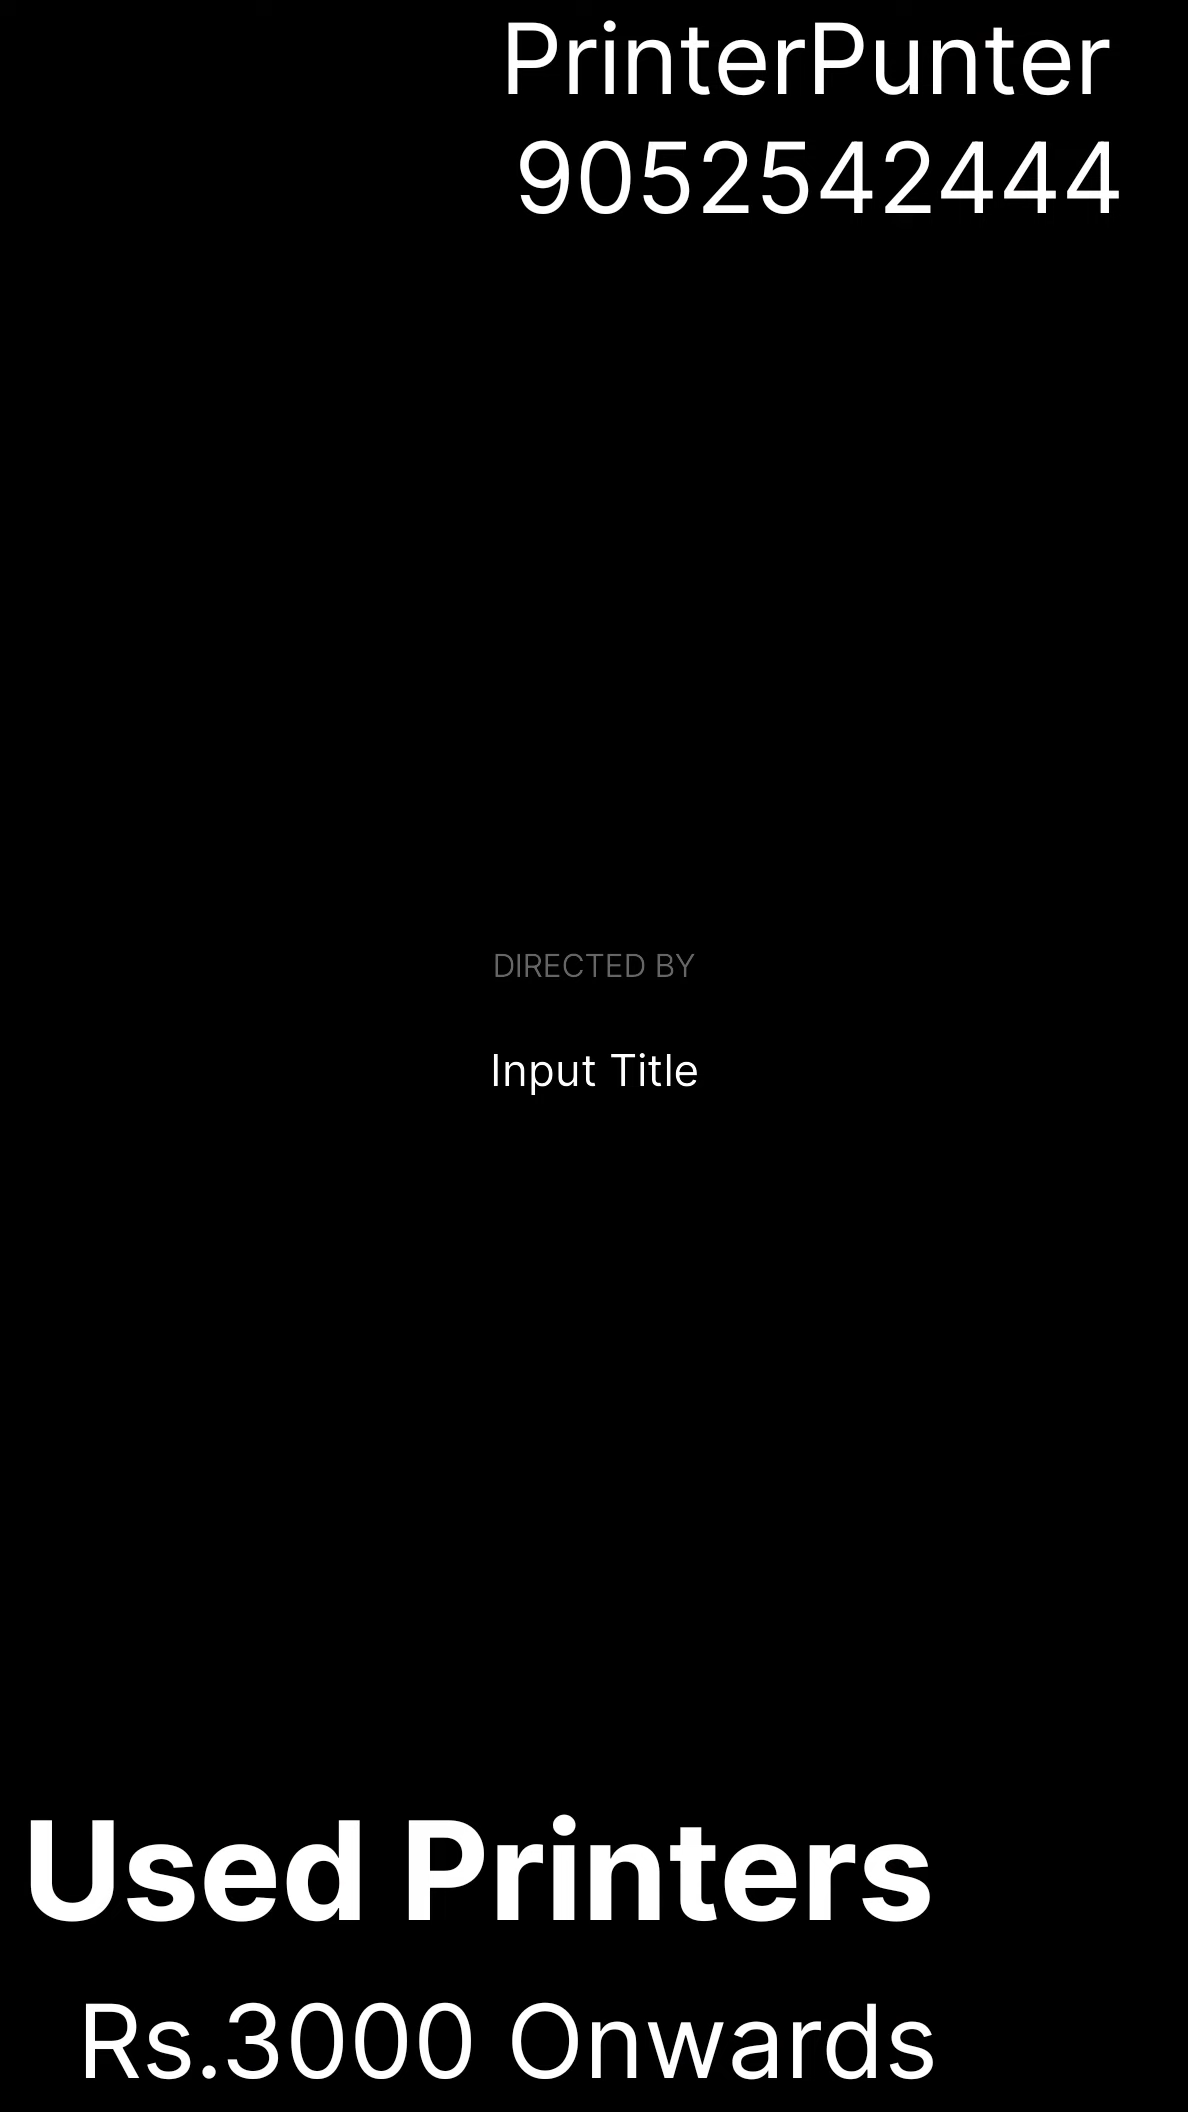 PrinterPunter
9052542444
DIRECTED BY
Input Title
Used Printers
Rs.3000 Onwards